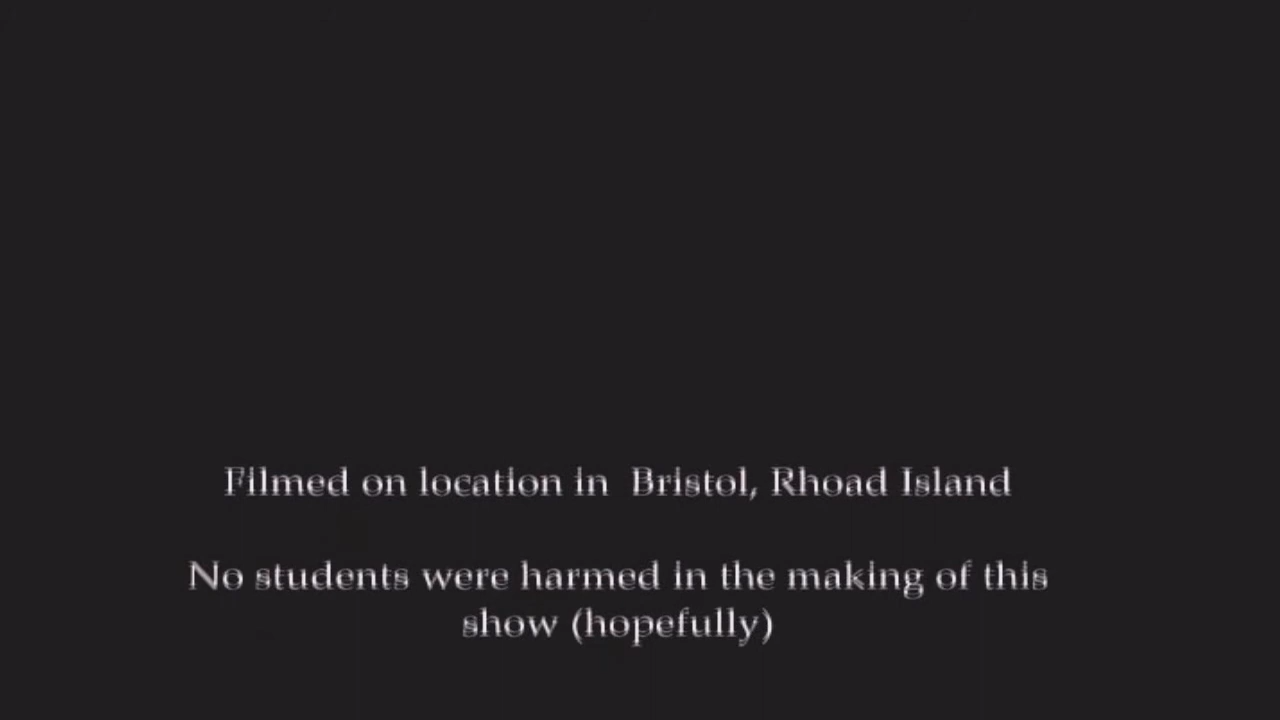 Filmed on location in Bristol, Rhoad Island
No students were harmed in the making of this
show (hopefully)